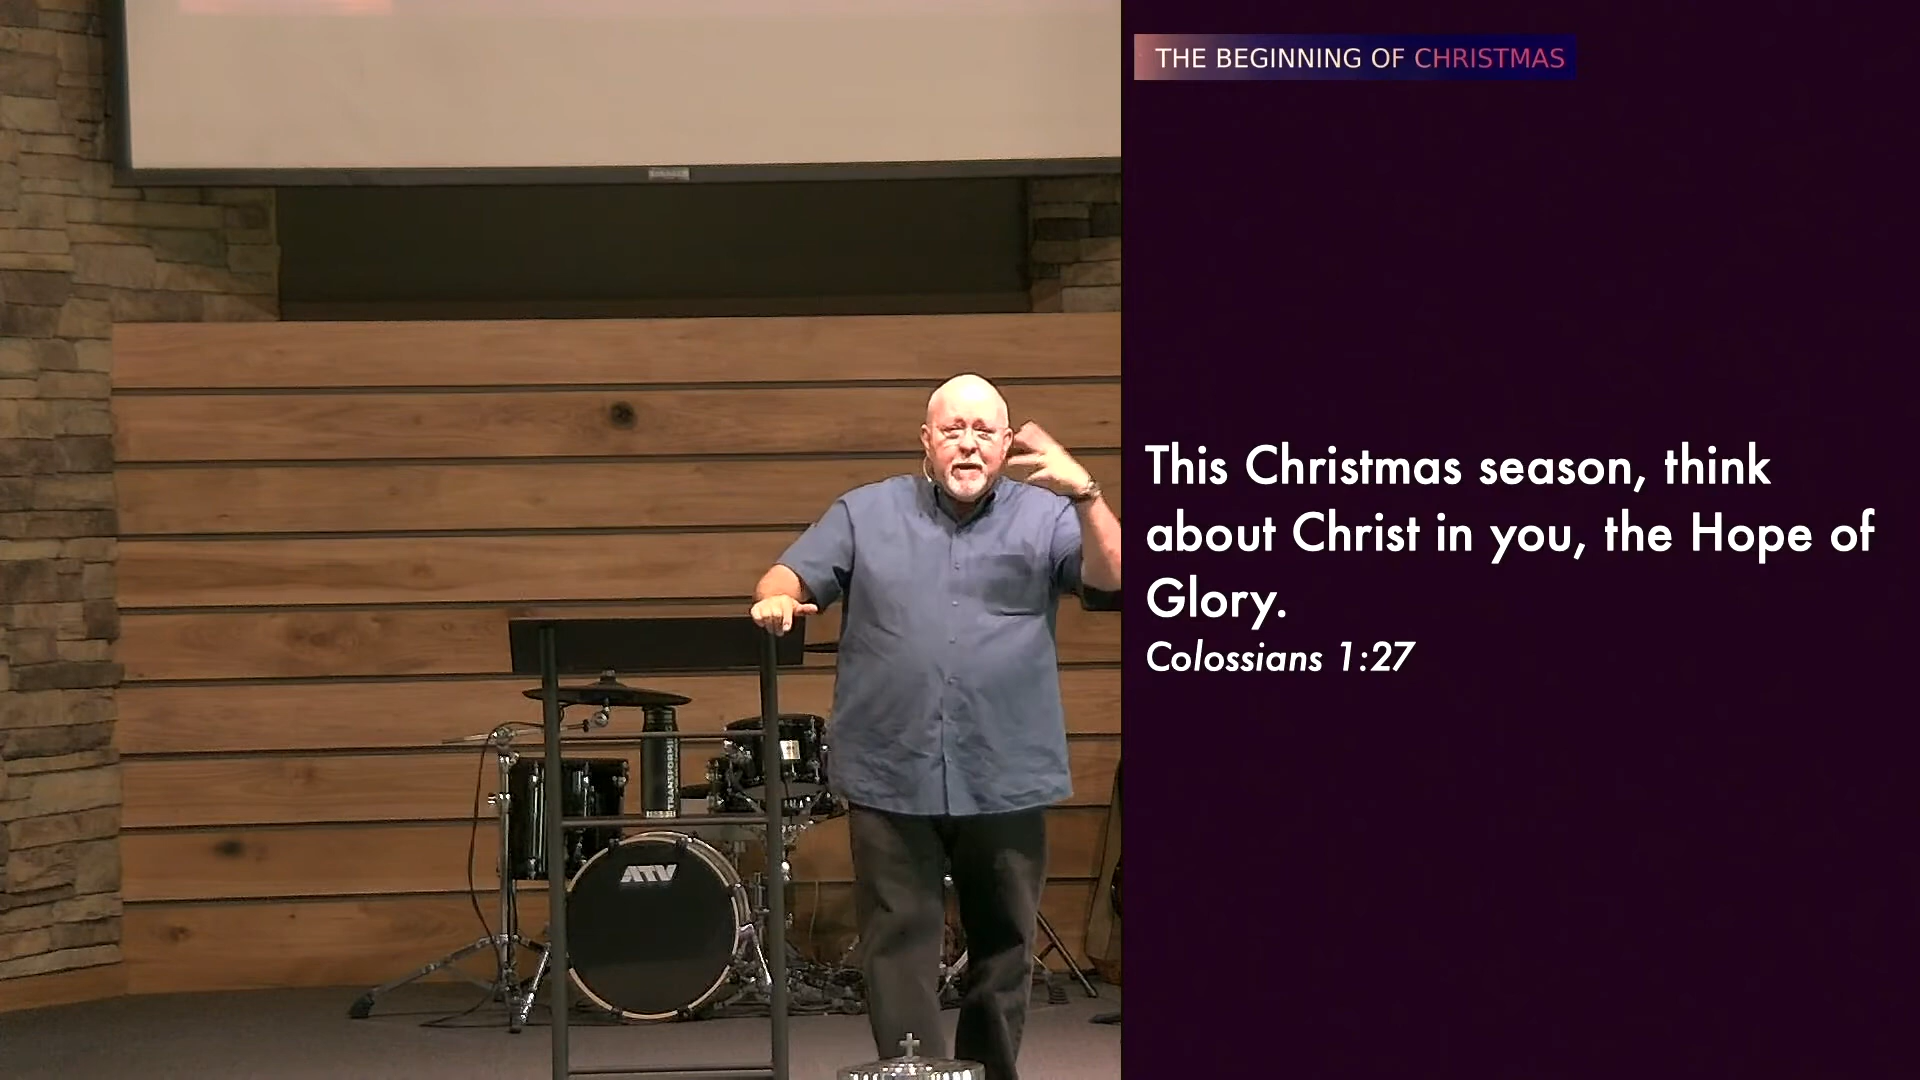 THE BEGINNING OF CHRISTMAS
This Christmas season, think
about Christ in you, the Hope of
Glory.
Colossians 1:27
TRANSFORMING
ATV